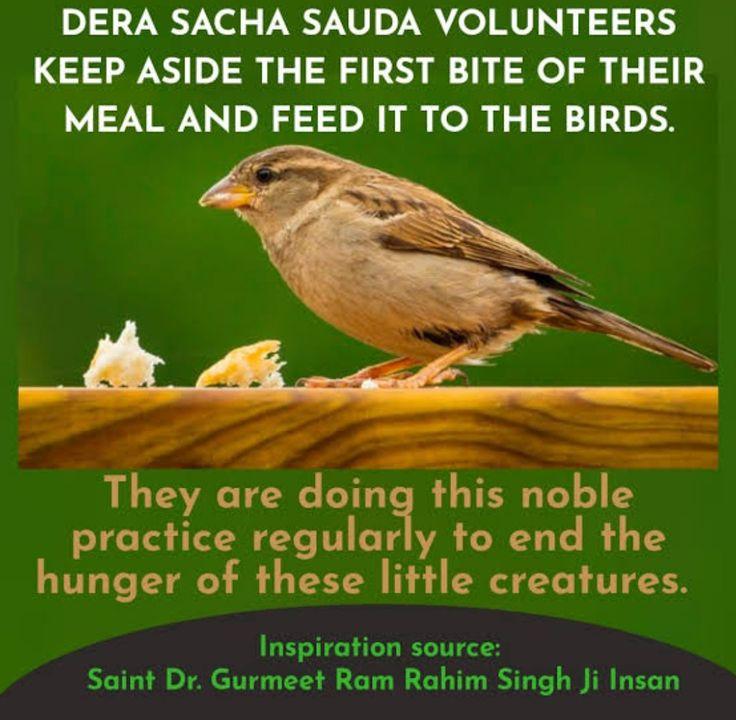 DERA SACHA SAUDA VOLUNTEERS
KEEP ASIDE THE FIRST BITE OF THEIR
MEAL AND FEED IT TO THE BIRDS.
They are doing this noble
practice regularly to end the
hunger of these little creatures.
Inspiration source:
Saint Dr. Gurmeet Ram Rahim Singh Ji Insan